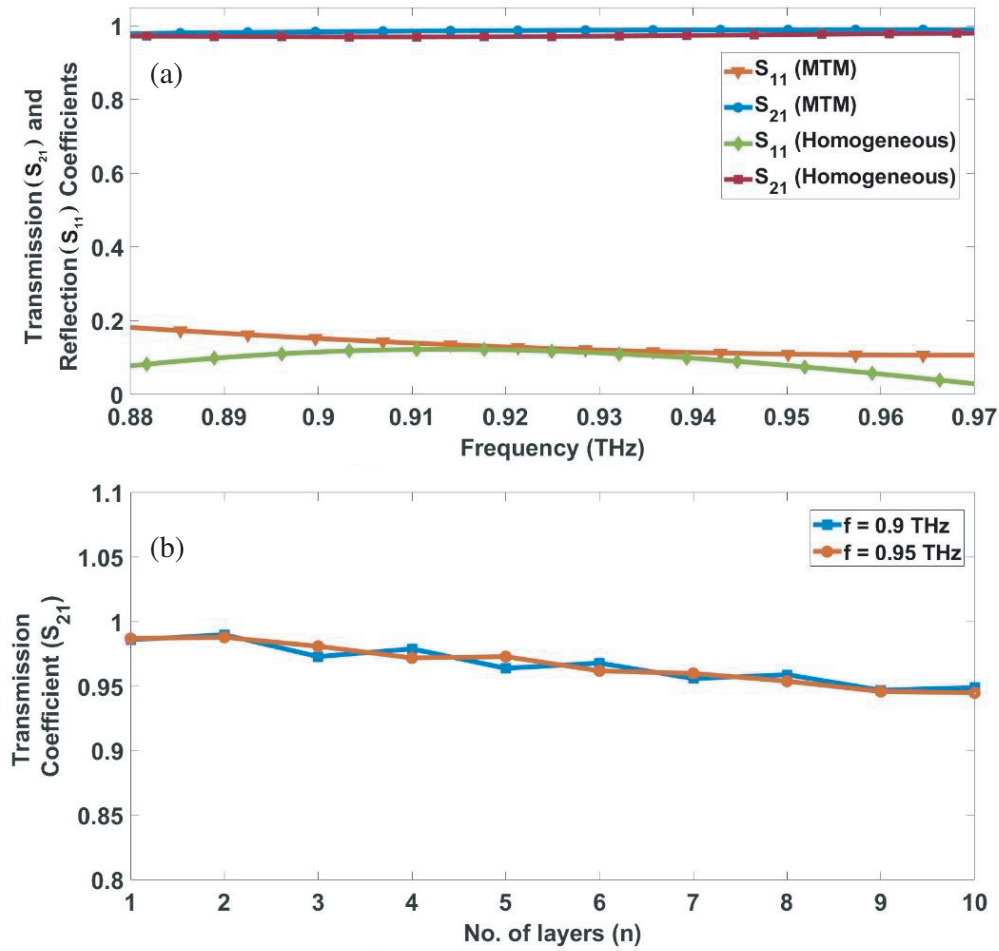 (a)
Transmission(S21) and
Reflection(S11) Coefficients
1
0.8
0.6
0.4
0.2
0
S11 (MTM)
S21 (MTM)
S11 (Homogeneous)
S21 (Homogeneous)
0.88 0.89 0.9 0.91 0.92 0.93 0.94 0.95 0.96 0.97
Frequency (THz)
(b)
Transmission
Coefficient (S21)
1.1
1.05
1
0.95
0.9
0.85
0.8
f = 0.9 THz
f = 0.95 THz
1 2 3 4 5 6 7 8 9 10
No. of layers (n)